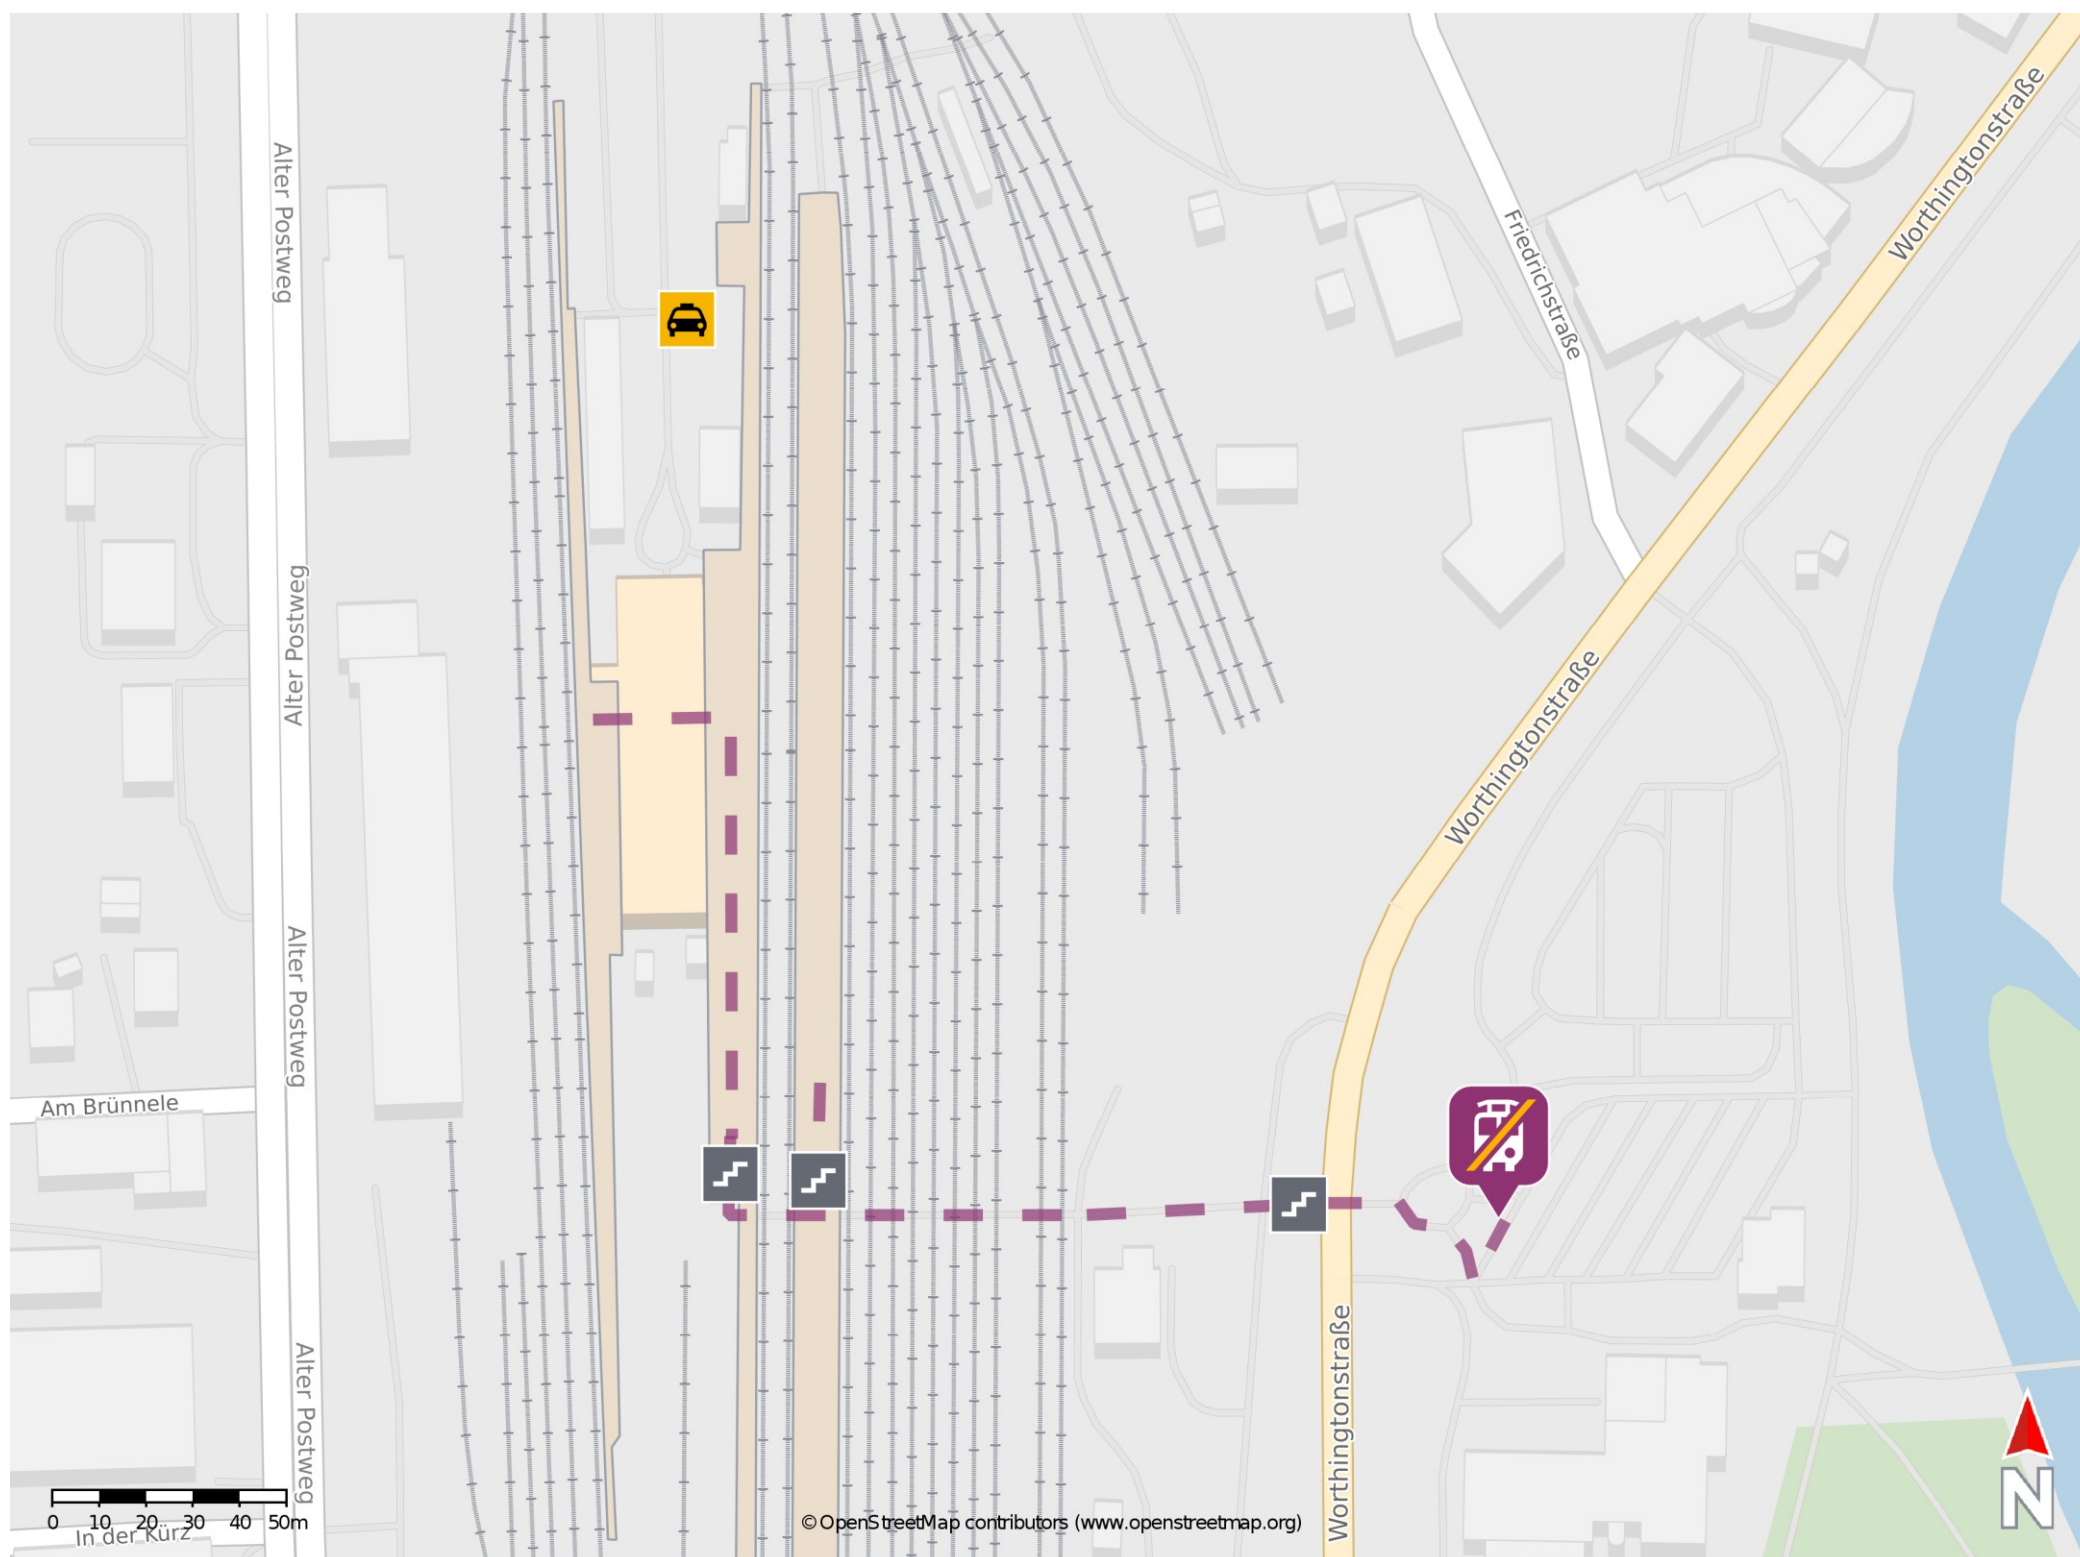 Worthingtonstraße
Alter Postweg
Friedrichstraße
Alter Postweg
Worthingtonstraße
Alter Postweg
Am Brünnele
Worthingtonstraße
Alter Postweg
0 10 20 30 40 50m
In der Kürz
© OpenStreetMap contributors (www.openstreetmap.org)
N